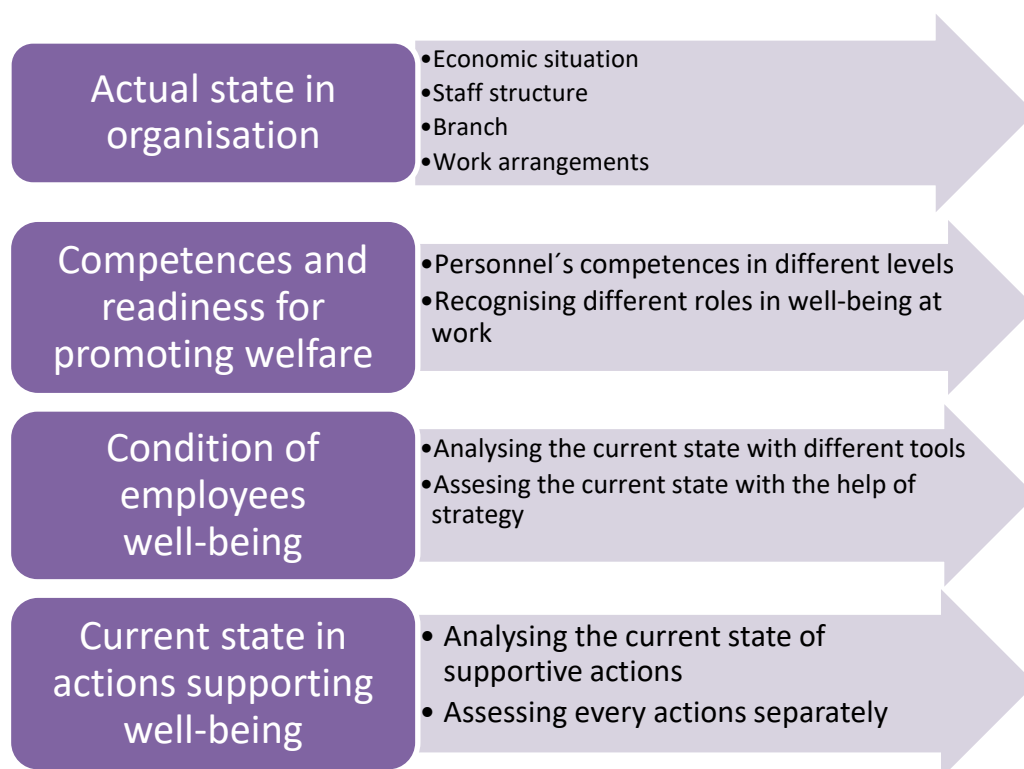 Actual state in
organisation
•Economic situation
•Staff structure
•Branch
•Work arrangements
Competences and
readiness for
promoting welfare
•Personnel´s competences in different levels
•Recognising different roles in well-being at
work
Condition of
employees
well-being
•Analysing the current state with different tools
•Assesing the current state with the help of
strategy
Current state in
actions supporting
well-being
• Analysing the current state of
supportive actions
• Assessing every actions separately